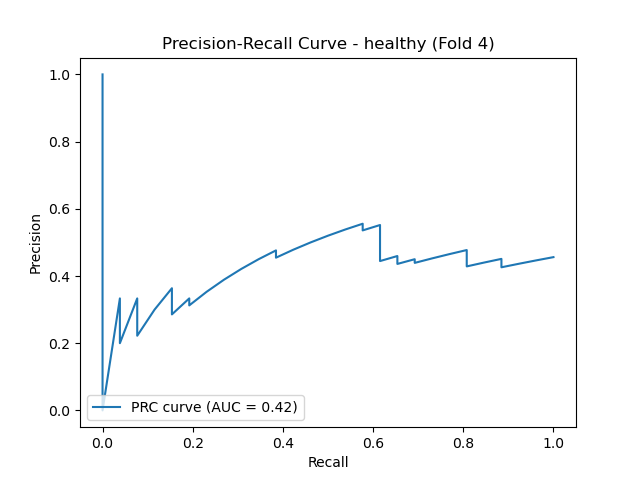 Precision-Recall Curve - healthy (Fold 4)
1.0
0.8
0.6
0.4
0.2
0.0
Precision
PRC curve (AUC = 0.42)
0.0 0.2 0.4 0.6 0.8 1.0
Recall